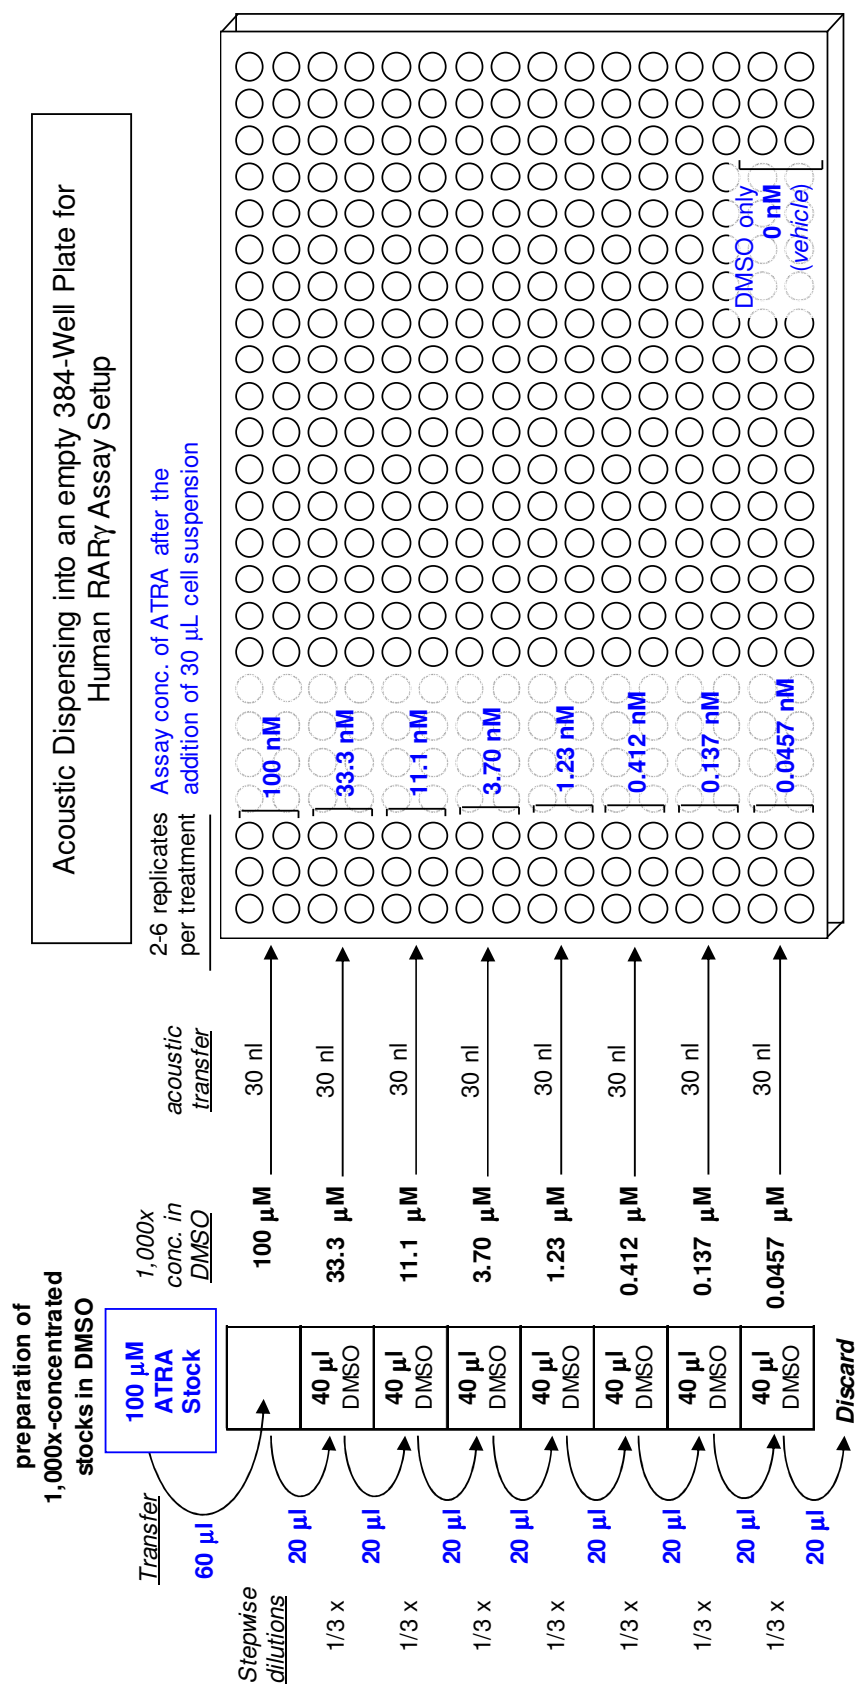 Acoustic Dispensing into an empty 384-Well Plate for
Human RARγ Assay Setup
preparation of
1,000x-concentrated
stocks in DMSO
100 µM
ATRA
Stock
Transfer
60 µl
20 µl
20 µl
20 µl
20 µl
20 µl
20 µl
20 µl
20 µl
Discard
Stepwise
dilutions
1/3 x
1/3 x
1/3 x
1/3 x
1/3 x
1/3 x
1/3 x
40 µl
DMSO
40 µl
DMSO
40 µl
DMSO
40 µl
DMSO
40 µl
DMSO
40 µl
DMSO
40 µl
DMSO
1,000x
conc. in
DMSO
100 µM
33.3 µM
11.1 µM
3.70 µM
1.23 µM
0.412 µM
0.137 µM
0.0457 µM
acoustic
transfer
30 nl
30 nl
30 nl
30 nl
30 nl
30 nl
30 nl
30 nl
2-6 replicates
per treatment
Assay conc. of ATRA after the
addition of 30 µL cell suspension
100 nM
33.3 nM
11.1 nM
3.70 nM
1.23 nM
0.412 nM
0.137 nM
0.0457 nM
DMSO only
0 nM
(vehicle)